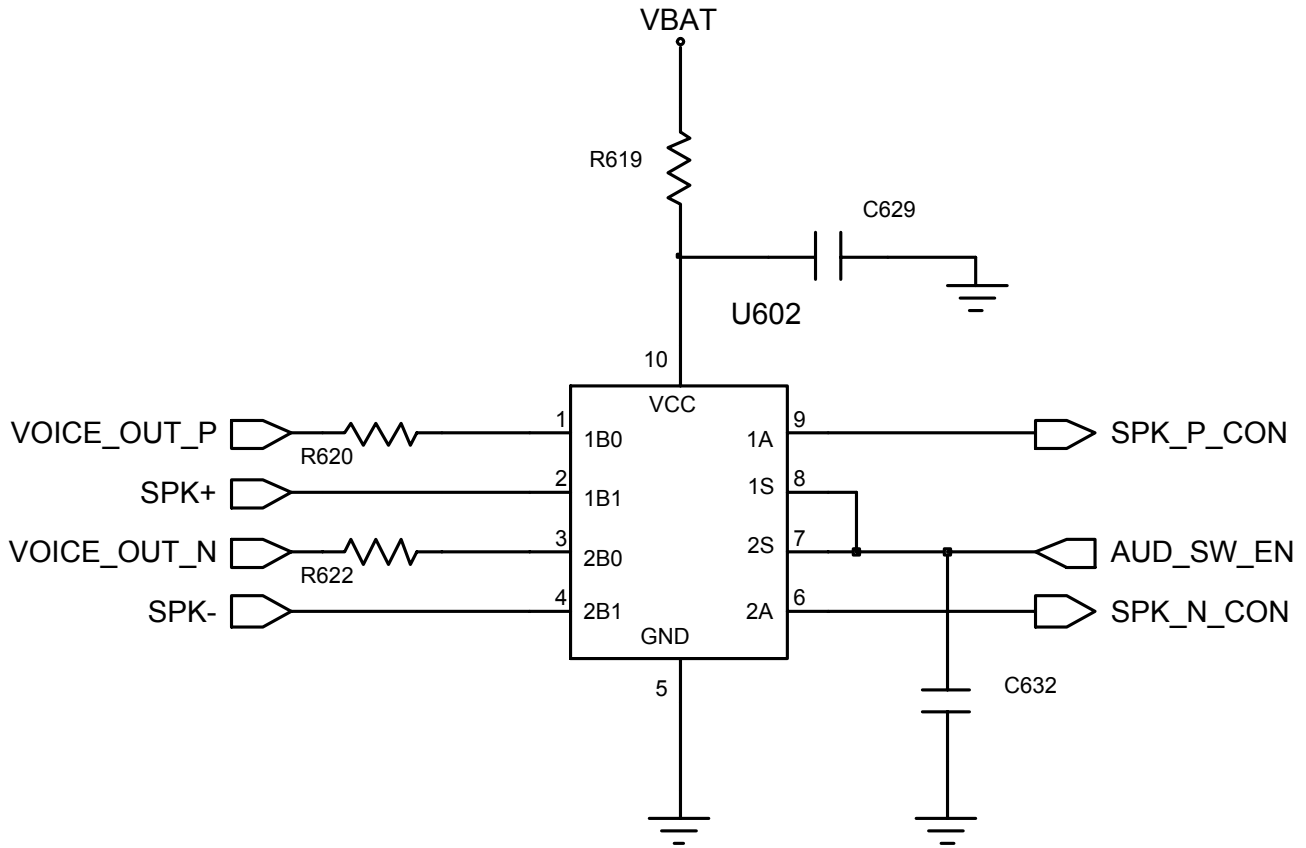 VBAT
R619
C629
U602
10
VCC
VOICE_OUT_P
R620
1
1B0
1A
9
SPK_P_CON
SPK+
2
1B1
1S
8
VOICE_OUT_N
R622
3
2B0
2S
7
AUD_SW_EN
SPK-
4
2B1
2A
6
SPK_N_CON
GND
5
C632